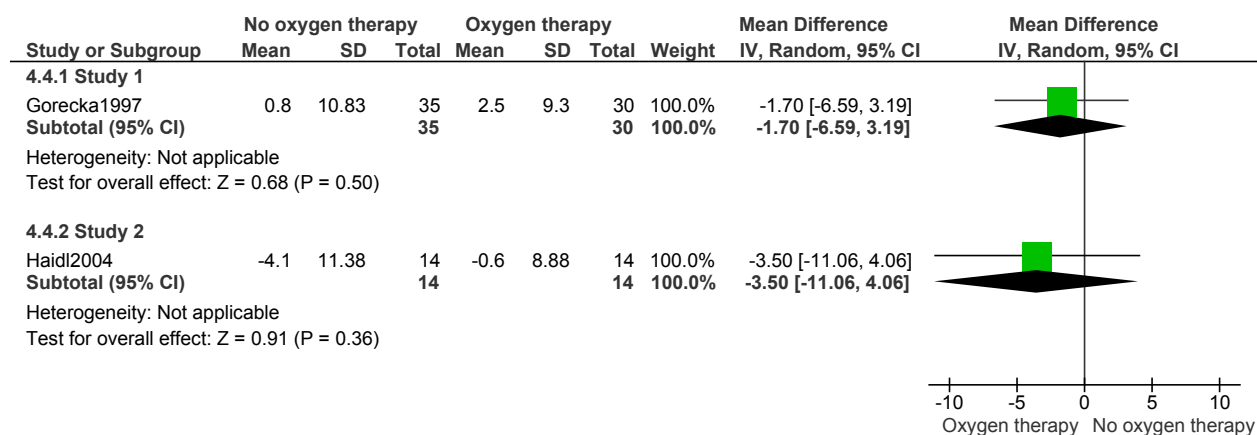 No oxygen therapy Oxygen therapy Mean Difference Mean Difference
Study or Subgroup Mean SD Total Mean SD Total Weight IV, Random, 95% CI IV, Random, 95% CI
4.4.1 Study 1
Gorecka1997 0.8 10.83 35 2.5 9.3 30 100.0% -1.70 [-6.59, 3.19]
Subtotal (95% CI) 35 30 100.0% -1.70 [-6.59, 3.19]
Heterogeneity: Not applicable
Test for overall effect: Z = 0.68 (P = 0.50)
4.4.2 Study 2
Haidl2004 -4.1 11.38 14 -0.6 8.88 14 100.0% -3.50 [-11.06, 4.06]
Subtotal (95% CI) 14 14 100.0% -3.50 [-11.06, 4.06]
Heterogeneity: Not applicable
Test for overall effect: Z = 0.91 (P = 0.36)
-10 -5 0 5 10
Oxygen therapy No oxygen therapy